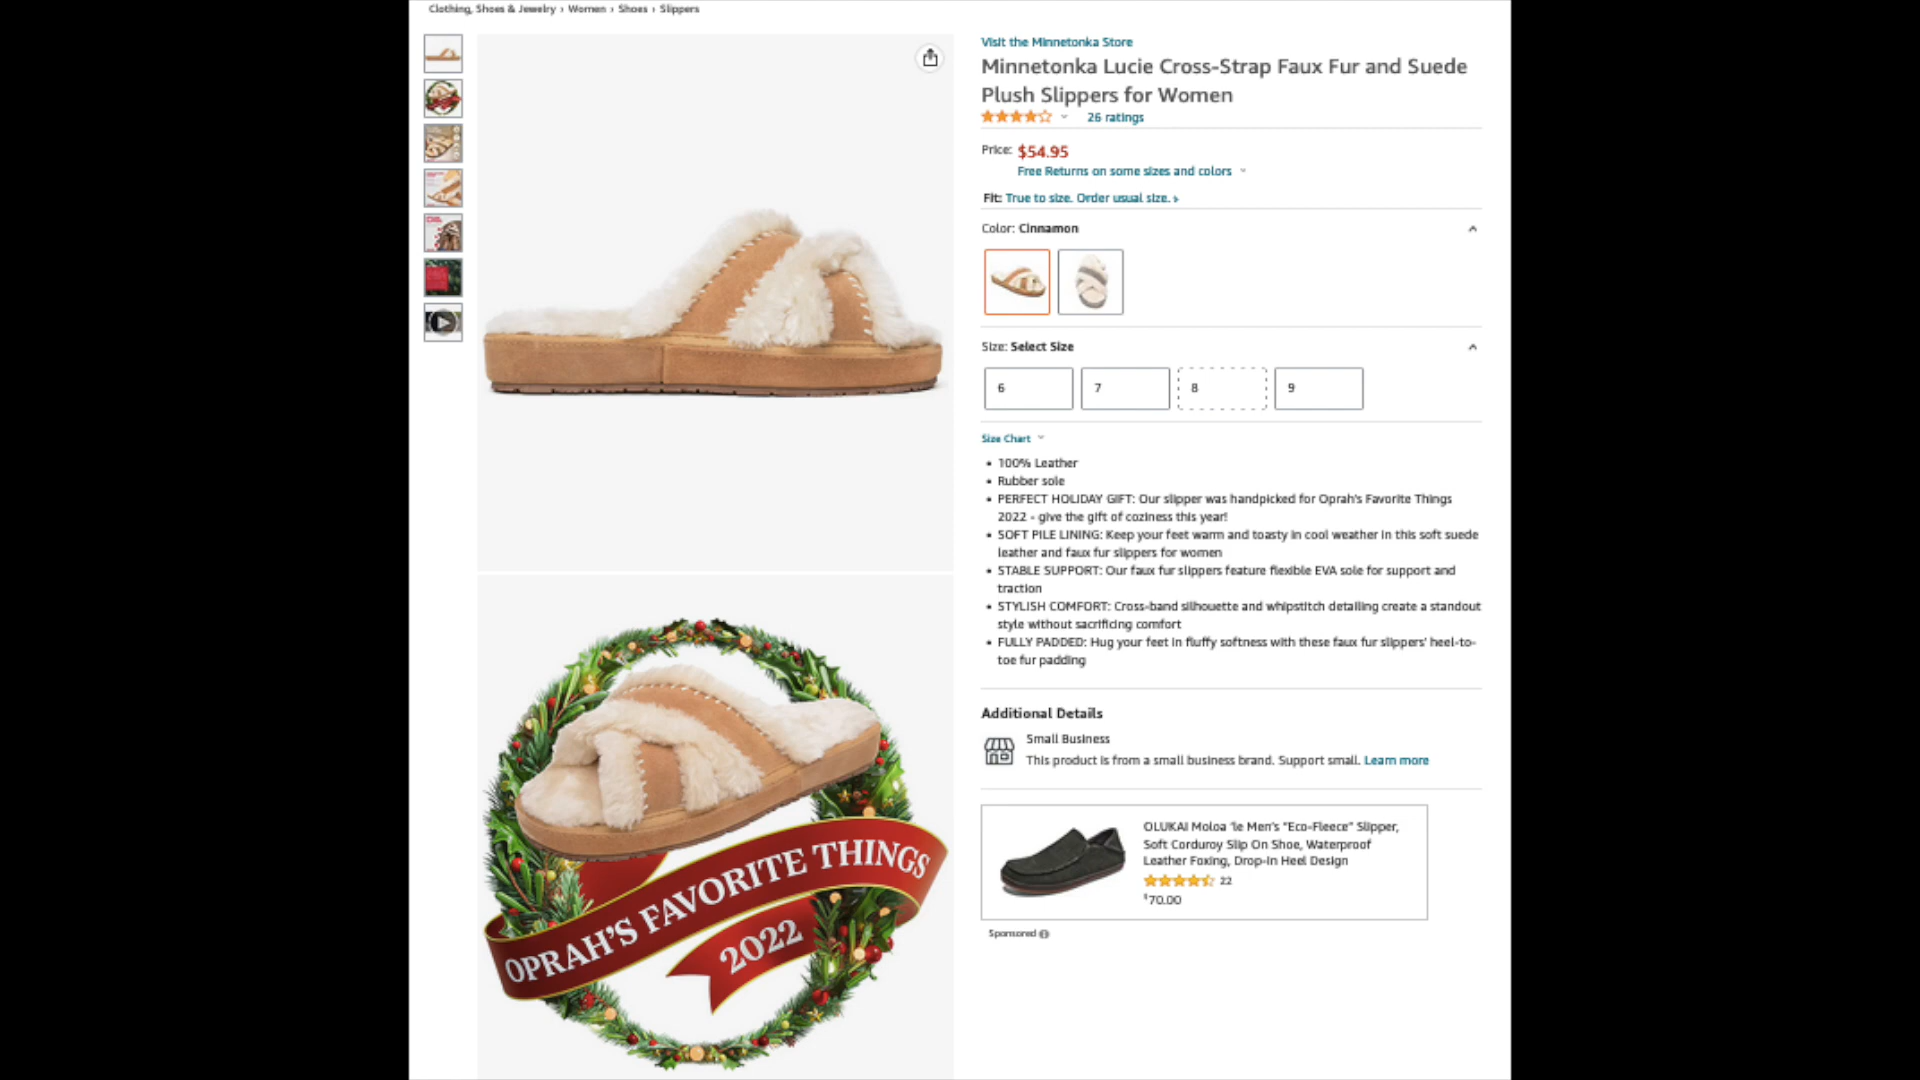 Clothing, Shoes & Jewelry › Women › Shoes › Slippers
Visit the Minnetonka Store
Minnetonka Lucie Cross-Strap Faux Fur and Suede
Plush Slippers for Women
26 ratings
Price: $54.95
Free Returns on some sizes and colors
Fit: True to size. Order usual size. ›
Color: Cinnamon
Size: Select Size
6 7 8 9
Size Chart
• 100% Leather
• Rubber sole
• PERFECT HOLIDAY GIFT: Our slipper was handpicked for Oprah's Favorite Things
2022 - give the gift of coziness this year!
• SOFT PILE LINING: Keep your feet warm and toasty in cool weather in this soft suede
leather and faux fur slippers for women
• STABLE SUPPORT: Our faux fur slippers feature flexible EVA sole for support and
traction
• STYLISH COMFORT: Cross-band silhouette and whipstitch detailing create a standout
style without sacrificing comfort
• FULLY PADDED: Hug your feet in fluffy softness with these faux fur slippers' heel-to-
toe fur padding
Additional Details
Small Business
This product is from a small business brand. Support small. Learn more
OLUKAI Moloa 'le Men's "Eco-Fleece" Slipper,
Soft Corduroy Slip On Shoe, Waterproof
Leather Foxing, Drop-In Heel Design
22
$70.00
Sponsored
OPRAH'S FAVORITE THINGS
2022